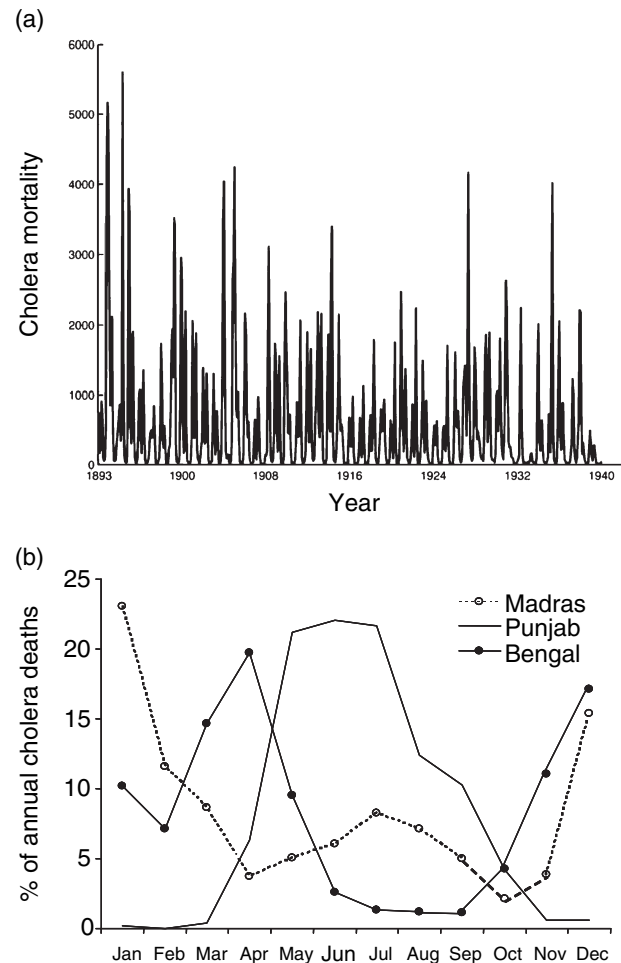 (a)
6000
5000
4000
3000
2000
1000
0
Cholera mortality
1893 1900 1908 1916 1924 1932 1940
Year
(b)
25
20
15
10
5
0
% of annual cholera deaths
Madras
Punjab
Bengal
Jan Feb Mar Apr May Jun Jul Aug Sep Oct Nov Dec